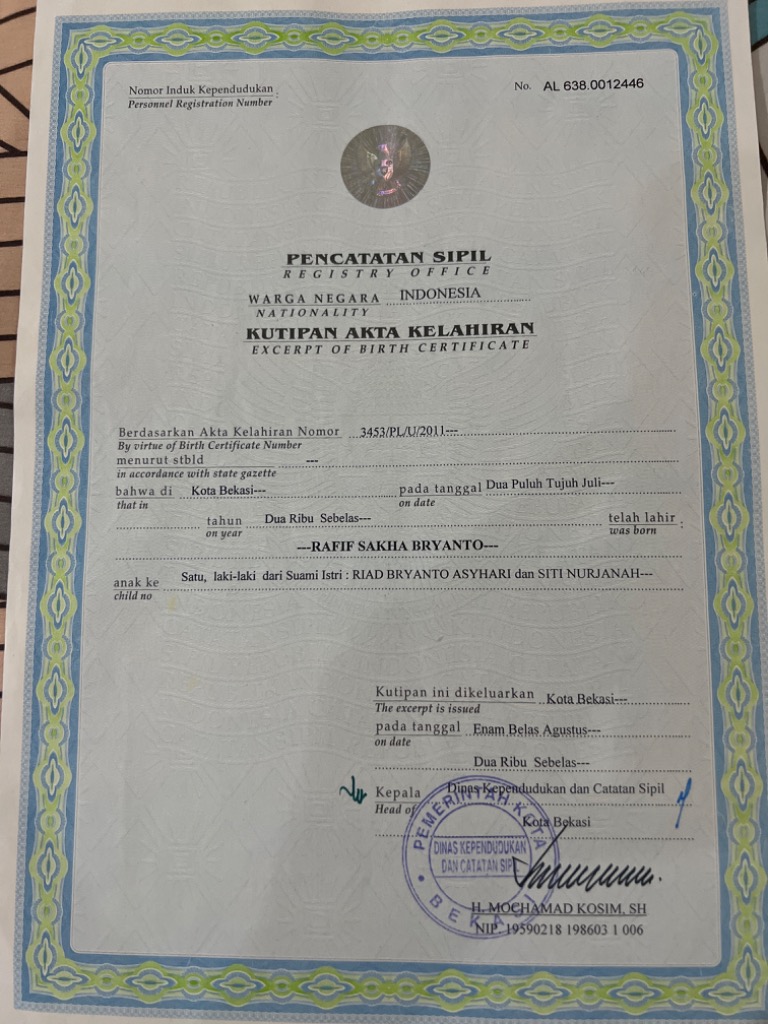 Nomor Induk Kependudukan :
Personnel Registration Number
No. AL 638.0012446
PENCATATAN SIPIL
REGISTRY OFFICE
WARGA NEGARA INDONESIA
NATIONALITY
KUTIPAN AKTA KELAHIRAN
EXCERPT OF BIRTH CERTIFICATE
Berdasarkan Akta Kelahiran Nomor 3453/PL/U/2011---
By virtue of Birth Certificate Number
menurut stbld ---
in accordance with state gazette
bahwa di Kota Bekasi--- pada tanggal Dua Puluh Tujuh Juli---
that in on date
tahun Dua Ribu Sebelas--- telah lahir :
on year was born
---RAFIF SAKHA BRYANTO---
anak ke Satu, laki-laki dari Suami Istri : RIAD BRYANTO ASYHARI dan SITI NURJANAH---
child no
Kutipan ini dikeluarkan Kota Bekasi---
The excerpt is issued
pada tanggal Enam Belas Agustus---
on date
Dua Ribu Sebelas---
Kepala Dinas Kependudukan dan Catatan Sipil
Head of
Kota Bekasi
PEMERINTAH KOTA
DINAS KEPENDUDUKAN
DAN CATATAN SIPIL
BEKASI
H. MOCHAMAD KOSIM, SH
NIP. 19590218 198603 1 006